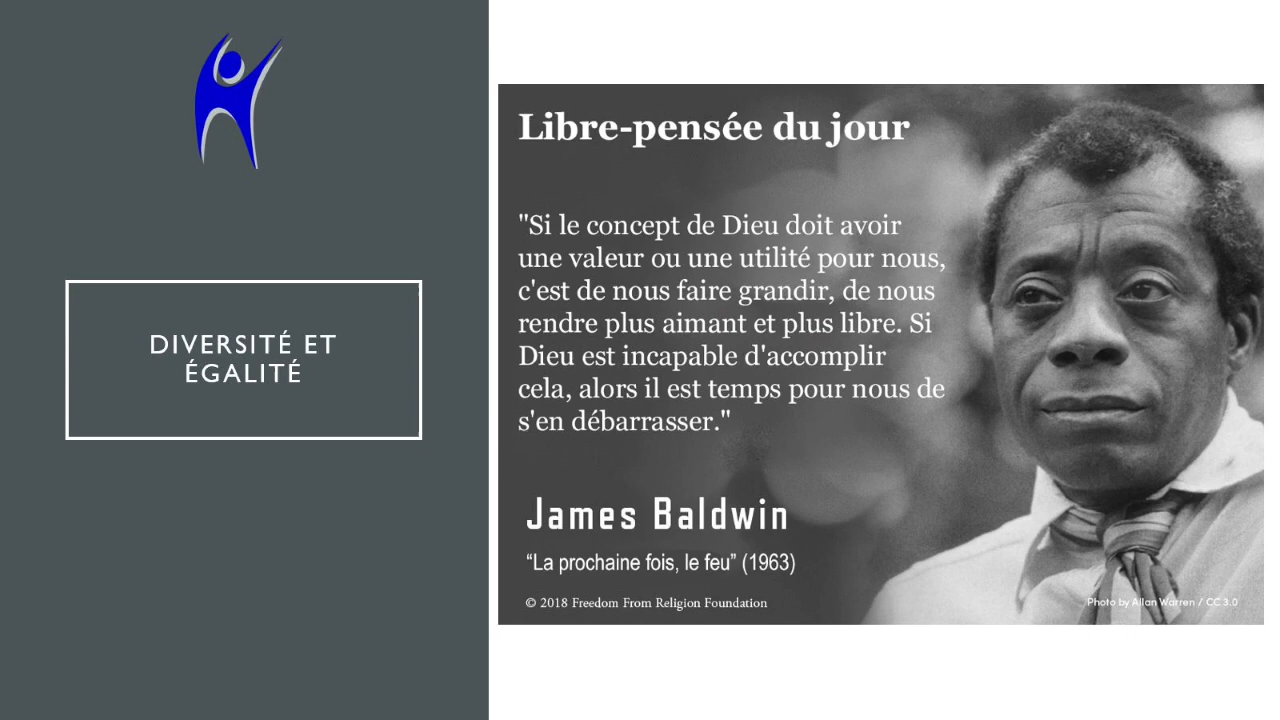 DIVERSITÉ ET
ÉGALITÉ
Libre-pensée du jour
"Si le concept de Dieu doit avoir
une valeur ou une utilité pour nous,
c'est de nous faire grandir, de nous
rendre plus aimant et plus libre. Si
Dieu est incapable d'accomplir
cela, alors il est temps pour nous de
s'en débarrasser."
James Baldwin
“La prochaine fois, le feu” (1963)
© 2018 Freedom From Religion Foundation
Photo by Allan Warren / CC 3.0